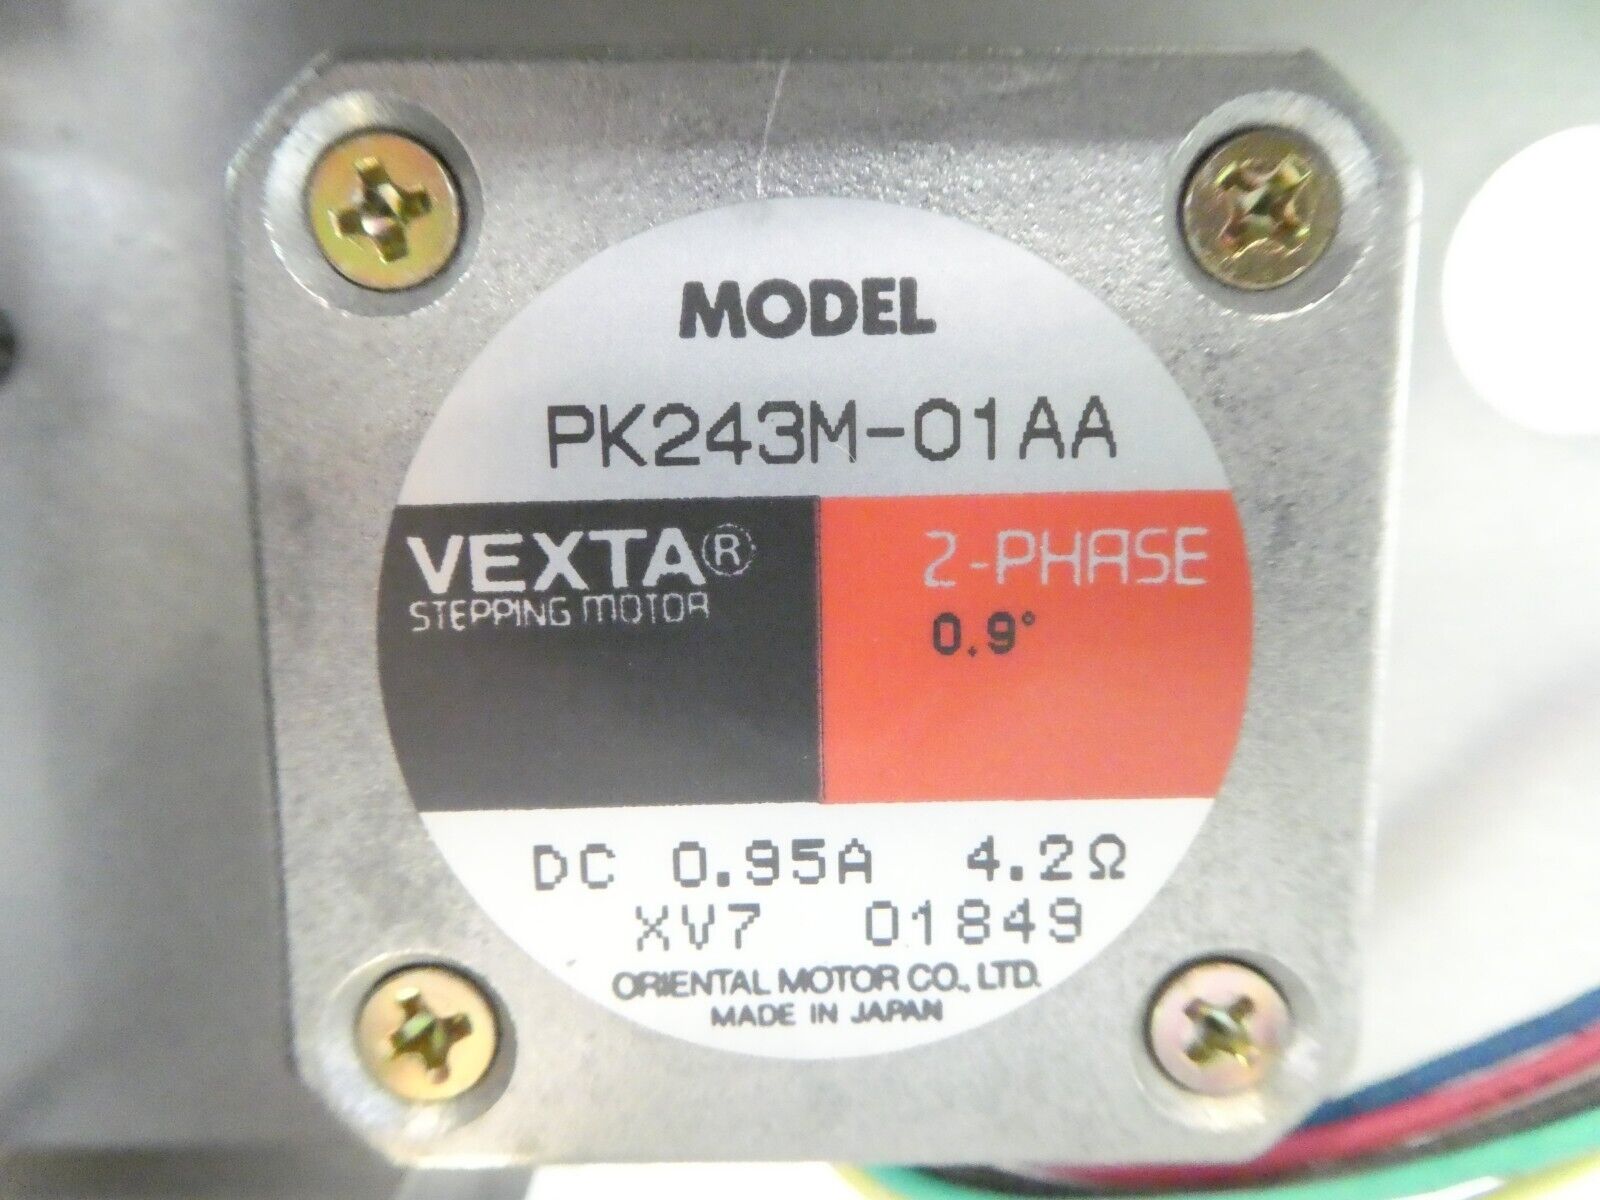 MODEL
PK243M-01AA
VEXTA®
STEPPING MOTOR
2-PHASE
0.9°
DC 0.95A 4.2Ω
XV7 01849
ORIENTAL MOTOR CO., LTD.
MADE IN JAPAN